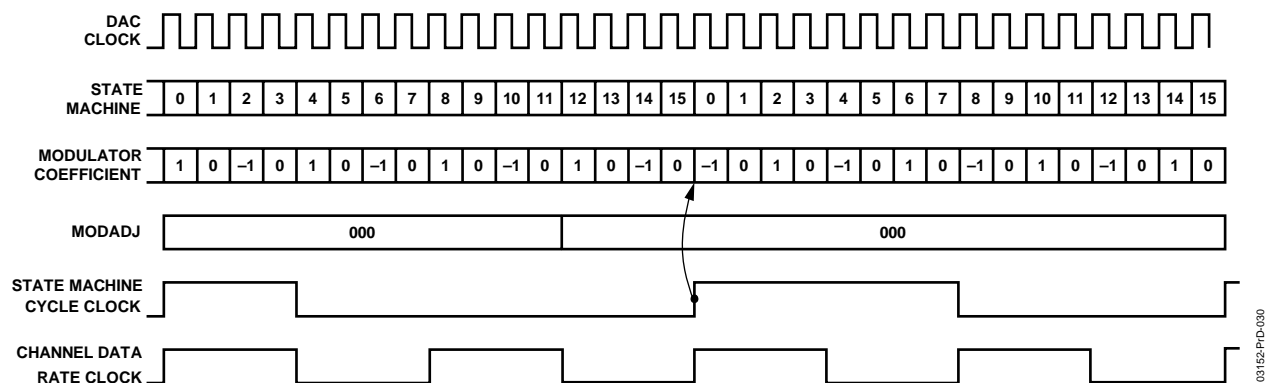 DAC
CLOCK
STATE
MACHINE
0 1 2 3 4 5 6 7 8 9 10 11 12 13 14 15 0 1 2 3 4 5 6 7 8 9 10 11 12 13 14 15
MODULATOR
COEFFICIENT
1 0 –1 0 1 0 –1 0 1 0 –1 0 1 0 –1 0 –1 0 1 0 –1 0 1 0 –1 0 1 0 –1 0 1 0
MODADJ
000 000
STATE MACHINE
CYCLE CLOCK
CHANNEL DATA
RATE CLOCK
03152-PrD-030